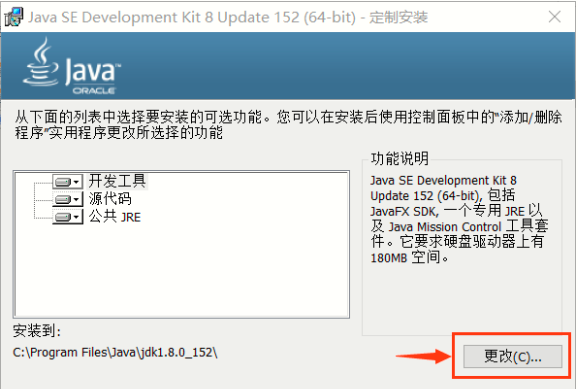 Java SE Development Kit 8 Update 152 (64-bit) - 定制安装
Java™
ORACLE
从下面的列表中选择要安装的可选功能。您可以在安装后使用控制面板中的"添加/删除
程序"实用程序更改所选择的功能
开发工具
源代码
公共 JRE
功能说明
Java SE Development Kit 8
Update 152 (64-bit), 包括
JavaFX SDK, 一个专用 JRE 以
及 Java Mission Control 工具套
件。它要求硬盘驱动器上有
180MB 空间。
安装到:
C:\Program Files\Java\jdk1.8.0_152\
更改(C)...